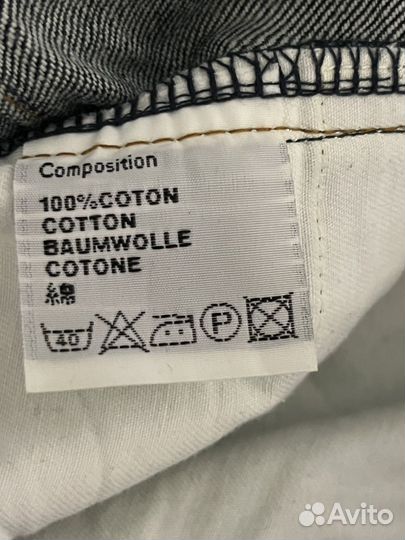 Composition
100%COTON
COTTON
BAUMWOLLE
COTONE
綿
40 P
Avito